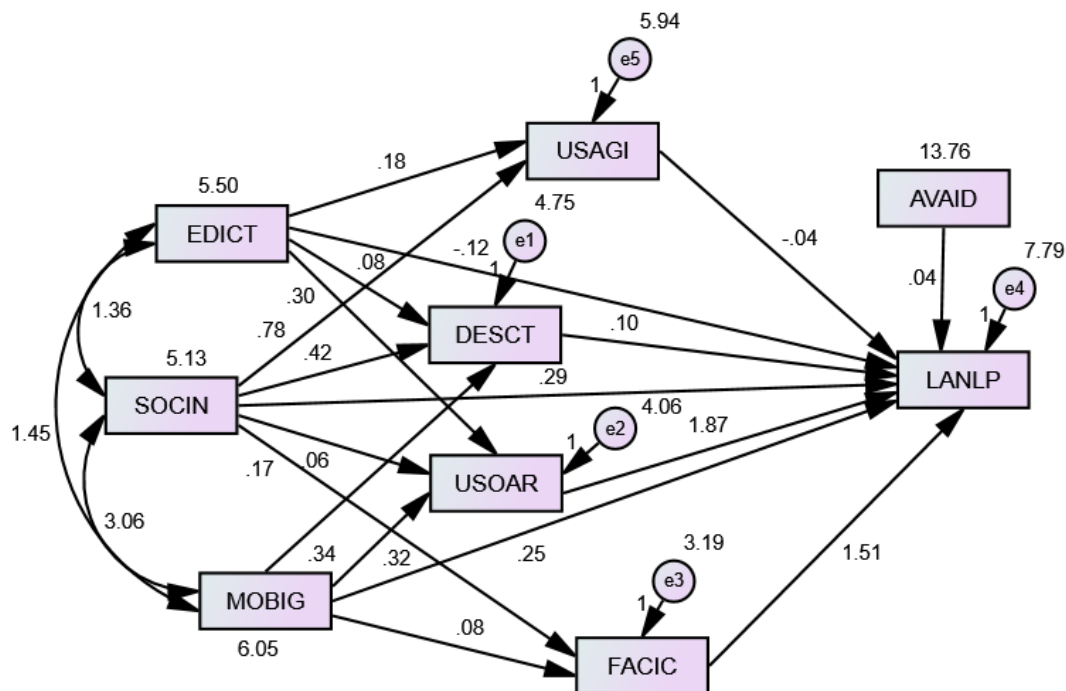 5.94
e5
1
USAGI
13.76
AVAID
.18
5.50
EDICT
4.75
e1
1
-.12
-.04
7.79
e4
1
.04
.08
.30
1.36
DESCT
.10
LANLP
.78
.42
5.13
SOCIN
.29
4.06
e2
1
1.87
1.45
.17
.06
USOAR
3.06
.34
.32
.25
3.19
e3
1
1.51
MOBIG
6.05
.08
FACIC